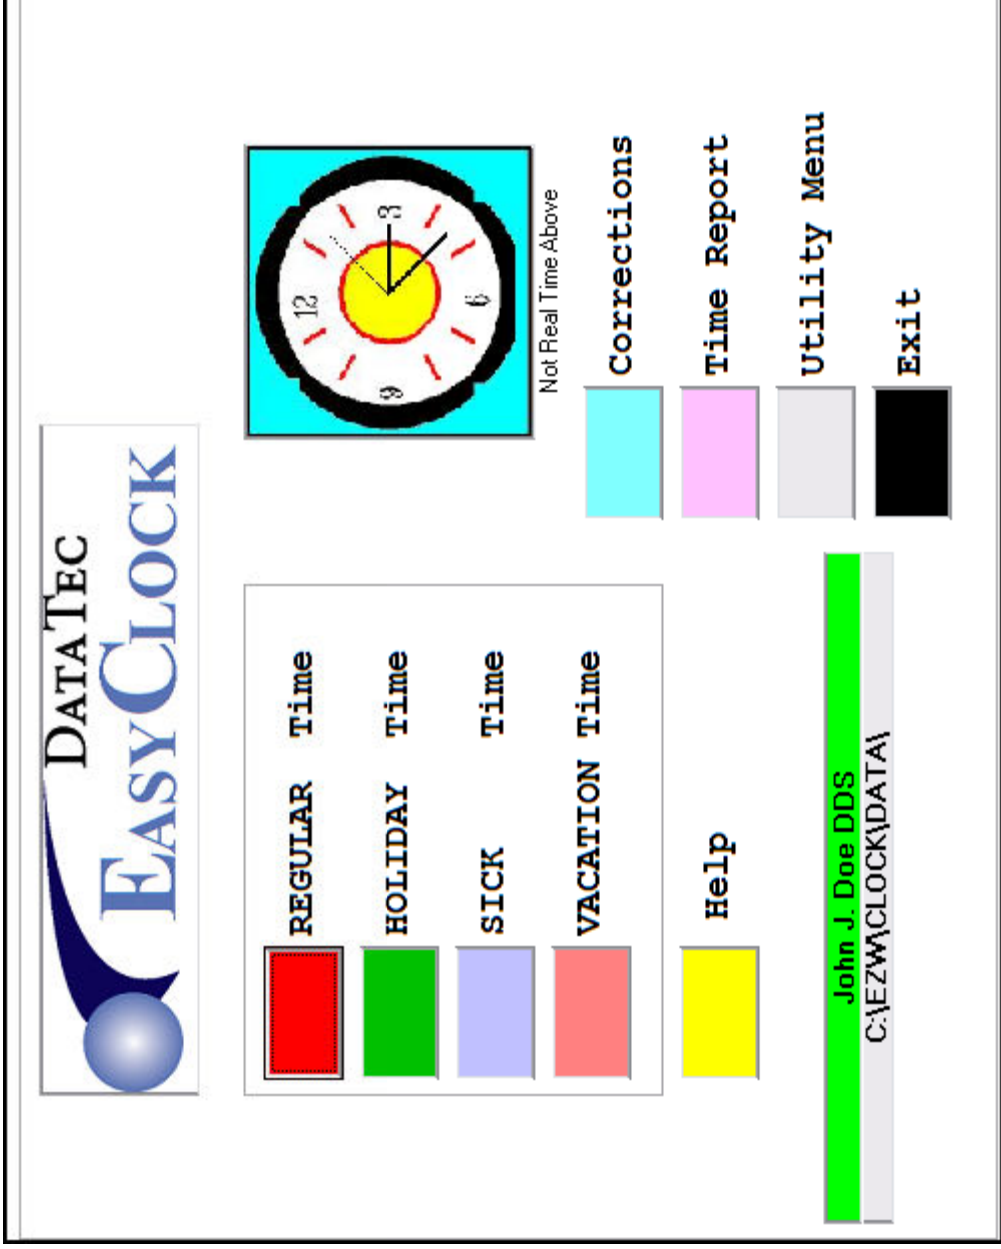 DATATEC
EASYCLOCK
12
9
3
6
Not Real Time Above
REGULAR Time
HOLIDAY Time
SICK Time
VACATION Time
Help
Corrections
Time Report
Utility Menu
Exit
John J. Doe DDS
C:\EZW\CLOCK\DATA\